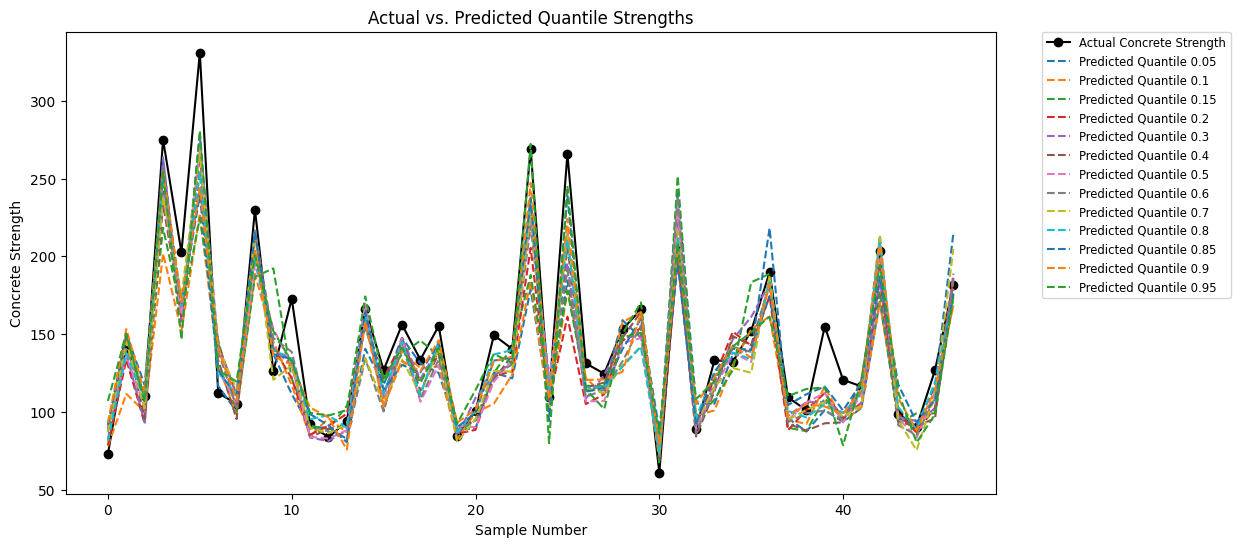 Actual vs. Predicted Quantile Strengths
Actual Concrete Strength
Predicted Quantile 0.05
Predicted Quantile 0.1
Predicted Quantile 0.15
Predicted Quantile 0.2
Predicted Quantile 0.3
Predicted Quantile 0.4
Predicted Quantile 0.5
Predicted Quantile 0.6
Predicted Quantile 0.7
Predicted Quantile 0.8
Predicted Quantile 0.85
Predicted Quantile 0.9
Predicted Quantile 0.95
Concrete Strength
300
250
200
150
100
50
0
10
20
30
40
Sample Number